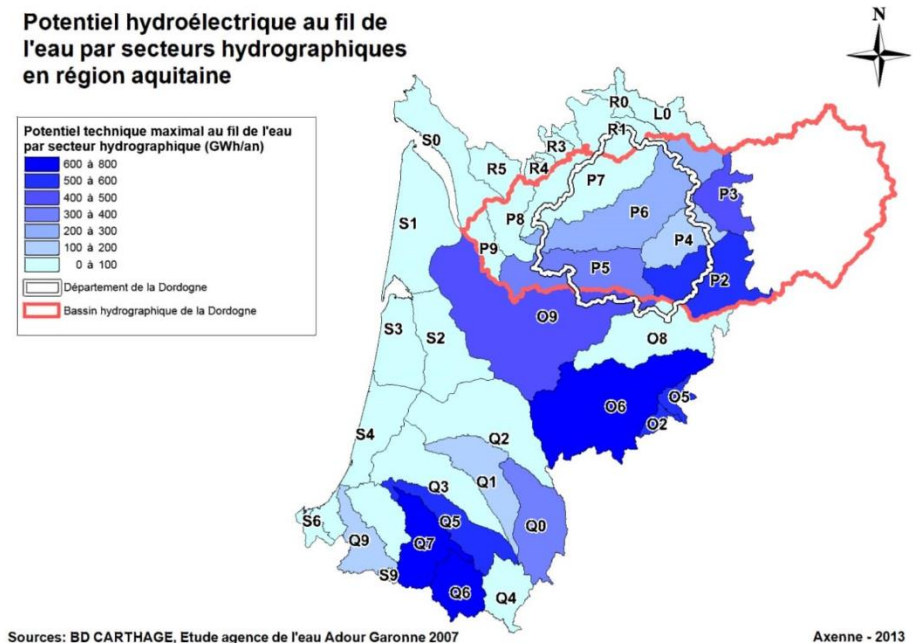 Potentiel hydroélectrique au fil de
l'eau par secteurs hydrographiques
en région aquitaine
N
Potentiel technique maximal au fil de l'eau
par secteur hydrographique (GWh/an)
600 à 800
500 à 600
400 à 500
300 à 400
200 à 300
100 à 200
0 à 100
Département de la Dordogne
Bassin hydrographique de la Dordogne
R0
L0
R1
S0
R3
R4
R5
P7
P3
S1
P8
P6
P4
P9
P5
P2
O9
S3
S2
O8
O6
O5
O2
S4
Q2
Q3
Q1
S6
Q5
Q0
Q9
Q7
S9
Q6
Q4
Sources: BD CARTHAGE, Etude agence de l'eau Adour Garonne 2007
Axenne - 2013